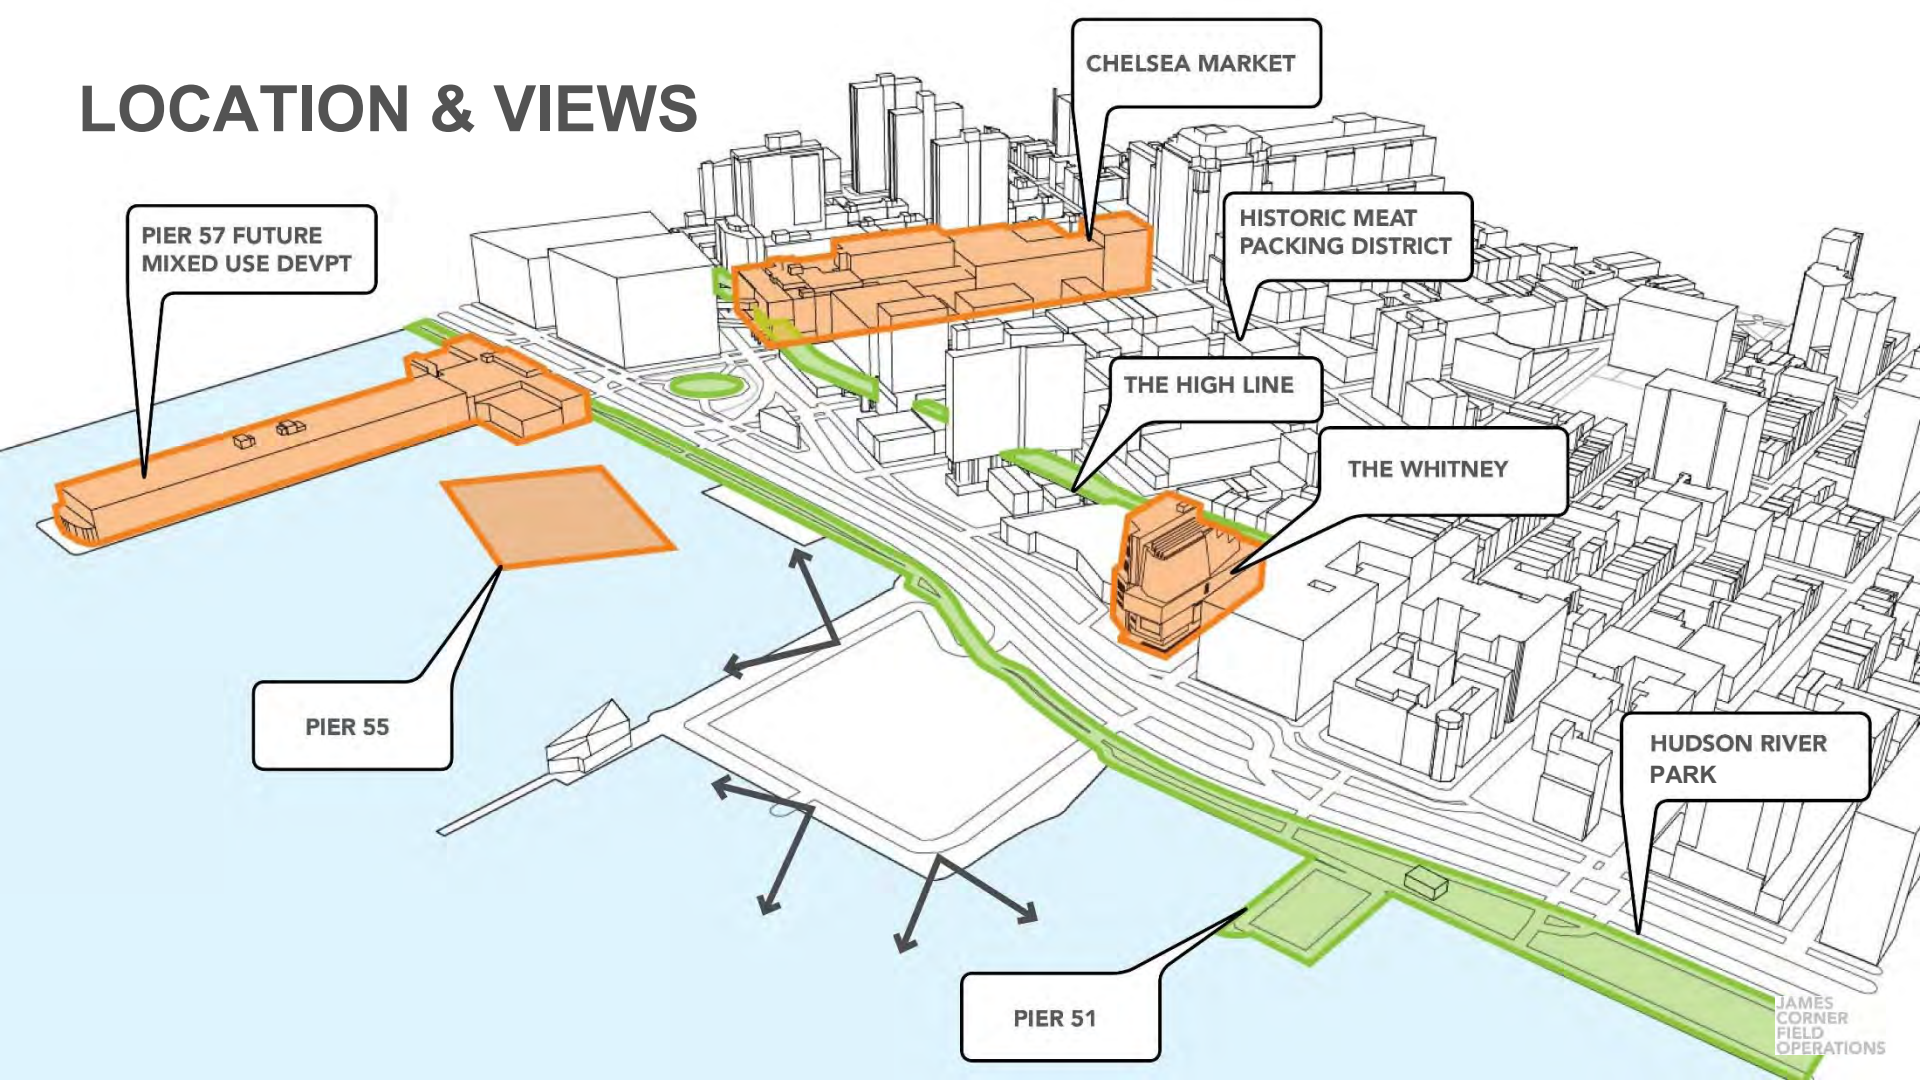 LOCATION & VIEWS
CHELSEA MARKET
PIER 57 FUTURE
MIXED USE DEVPT
HISTORIC MEAT
PACKING DISTRICT
THE HIGH LINE
THE WHITNEY
PIER 55
HUDSON RIVER
PARK
PIER 51
JAMES
CORNER
FIELD
OPERATIONS